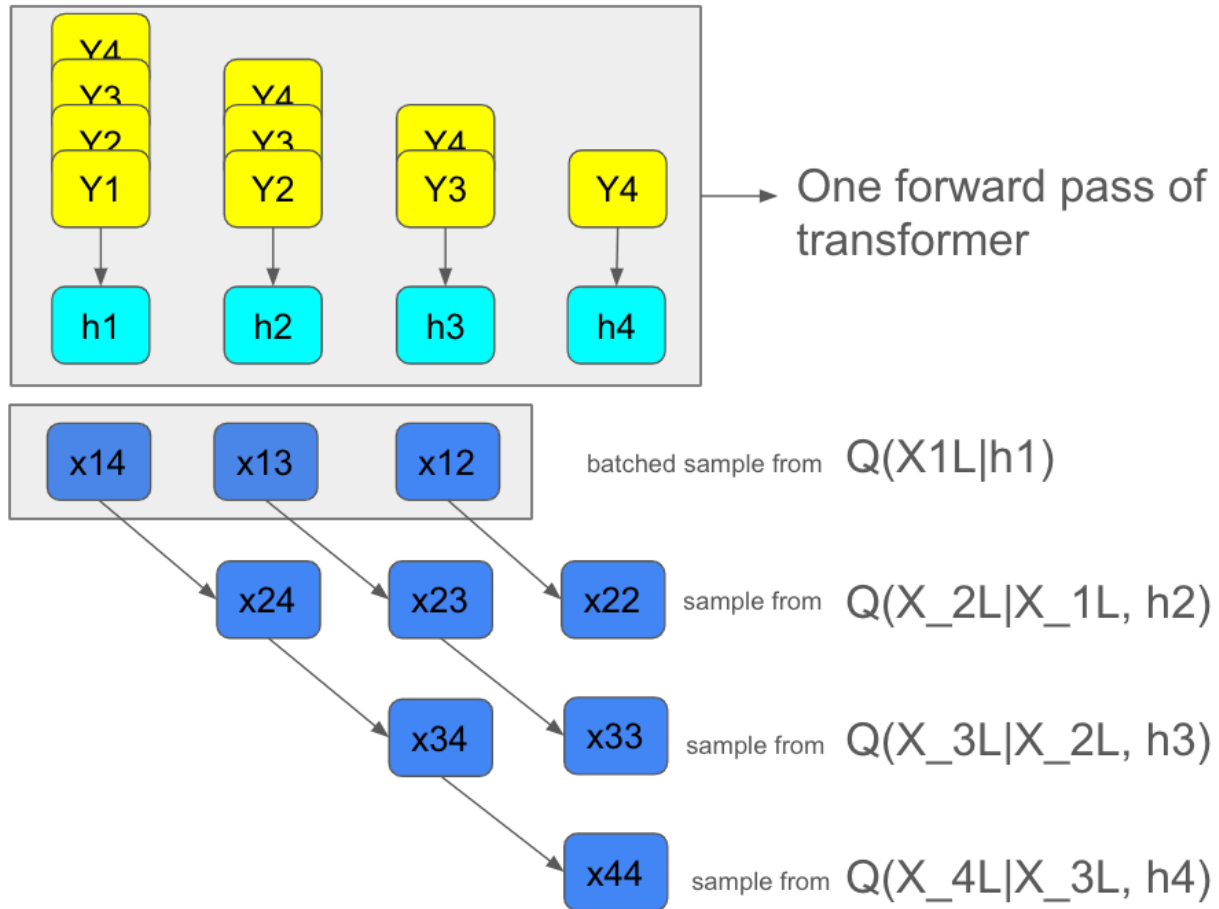 Y4
Y3
Y4
Y2
Y3
Y4
Y1
Y2
Y3
Y4
One forward pass of
transformer
h1
h2
h3
h4
x14
x13
x12
batched sample from Q(X1L|h1)
x24
x23
x22
sample from Q(X_2L|X_1L, h2)
x34
x33
sample from Q(X_3L|X_2L, h3)
x44
sample from Q(X_4L|X_3L, h4)